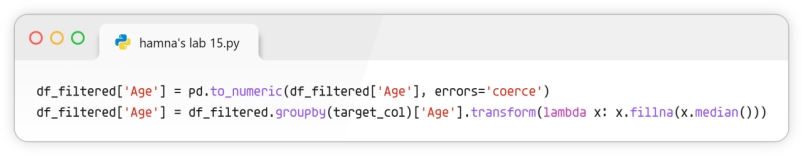 hamna's lab 15.py
df_filtered['Age'] = pd.to_numeric(df_filtered['Age'], errors='coerce')
df_filtered['Age'] = df_filtered.groupby(target_col)['Age'].transform(lambda x: x.fillna(x.median()))